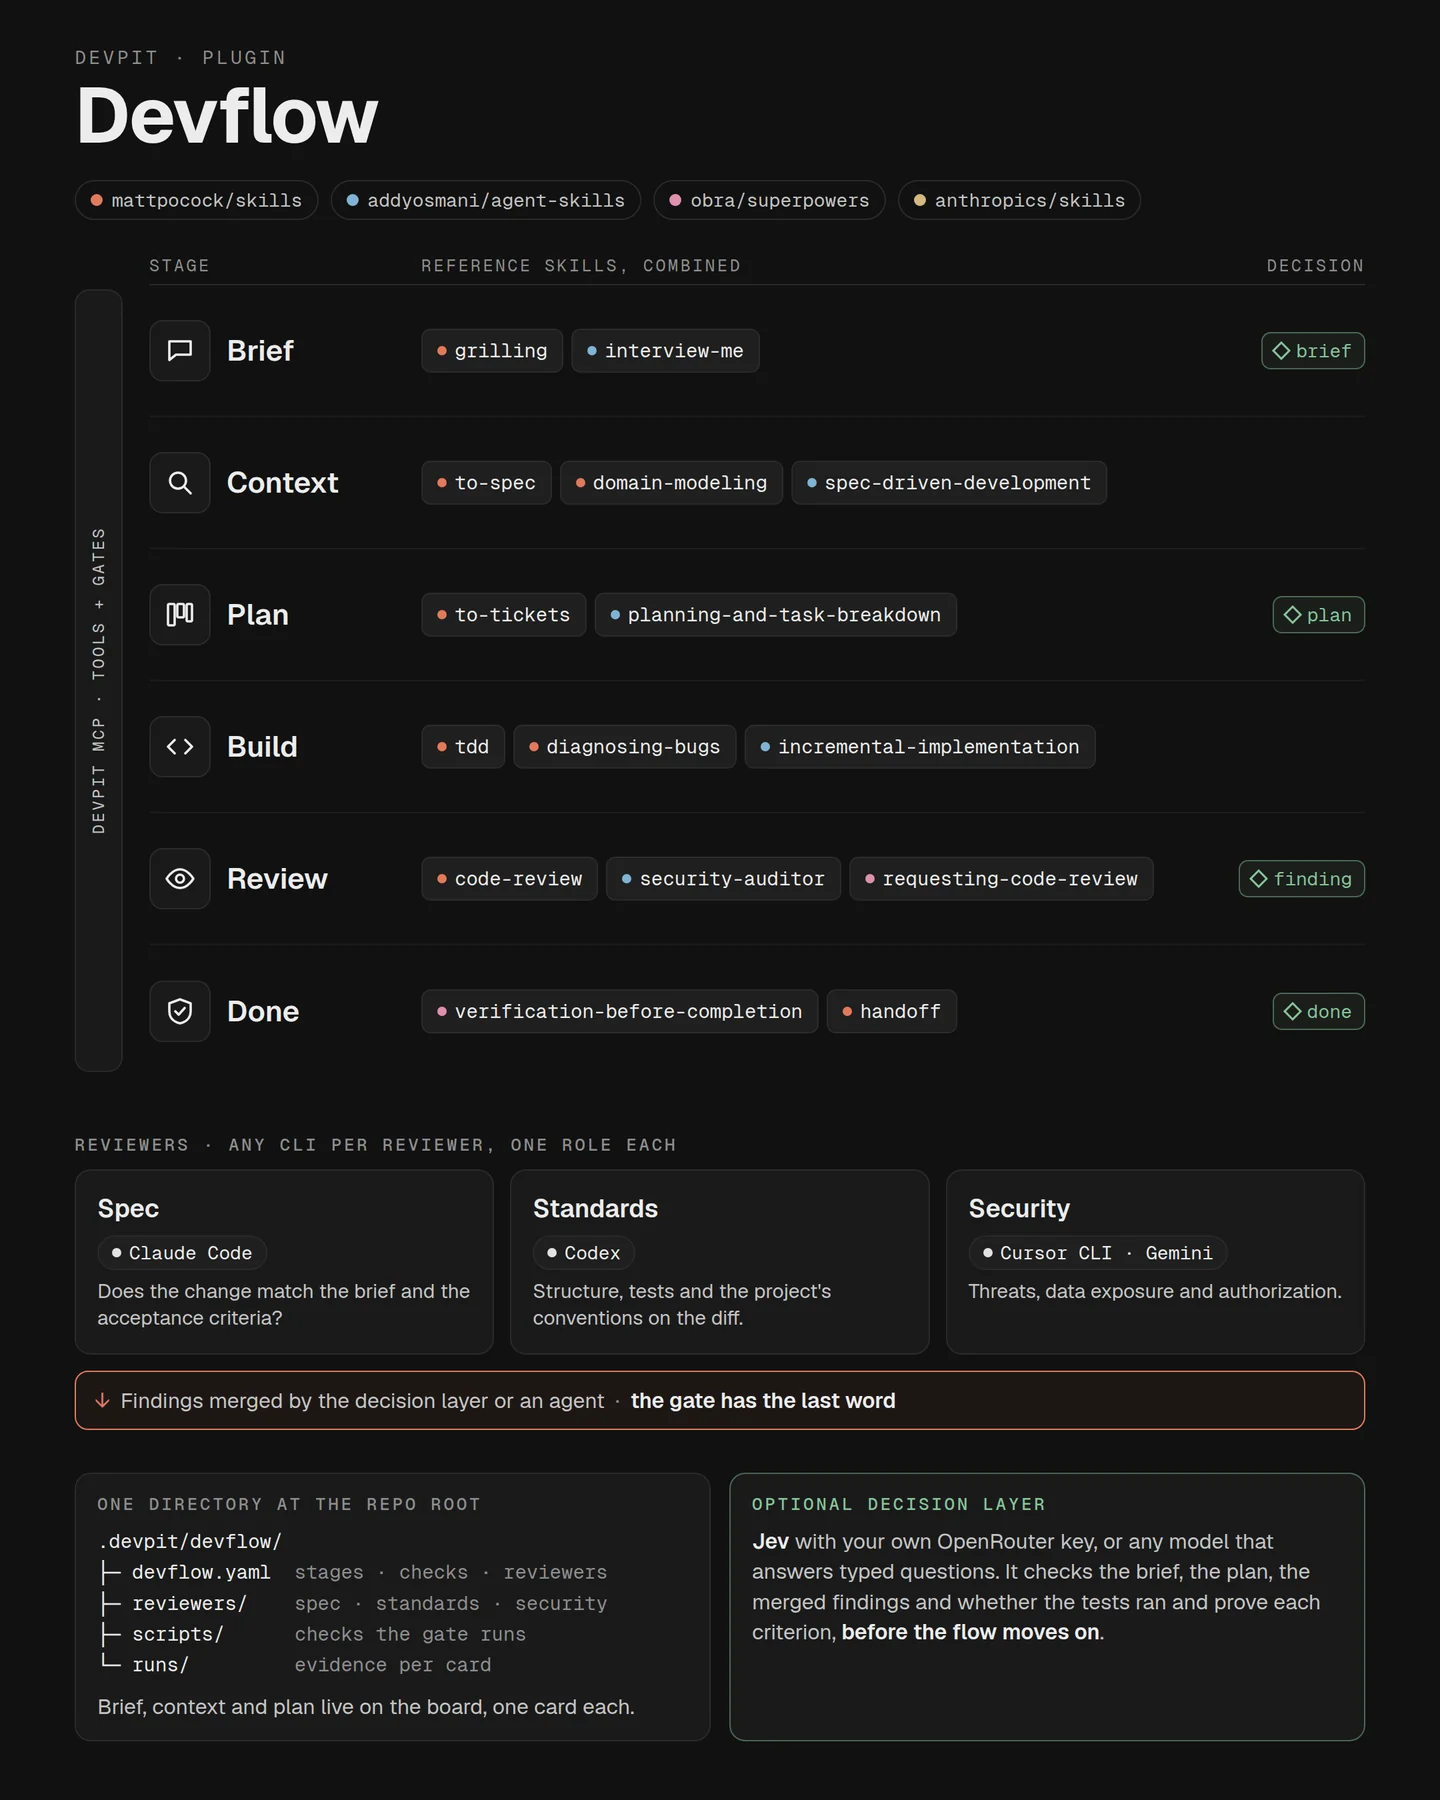 DEVPIT · PLUGIN
Devflow
mattpocock/skills addyosmani/agent-skills obra/superpowers anthropics/skills
STAGE REFERENCE SKILLS, COMBINED DECISION
DEVPIT MCP · TOOLS + GATES
Brief grilling interview-me brief
Context to-spec domain-modeling spec-driven-development
Plan to-tickets planning-and-task-breakdown plan
Build tdd diagnosing-bugs incremental-implementation
Review code-review security-auditor requesting-code-review finding
Done verification-before-completion handoff done
REVIEWERS · ANY CLI PER REVIEWER, ONE ROLE EACH
Spec
Claude Code
Does the change match the brief and the
acceptance criteria?
Standards
Codex
Structure, tests and the project's
conventions on the diff.
Security
Cursor CLI · Gemini
Threats, data exposure and authorization.
↓ Findings merged by the decision layer or an agent · the gate has the last word
ONE DIRECTORY AT THE REPO ROOT
.devpit/devflow/
├─ devflow.yaml stages · checks · reviewers
├─ reviewers/ spec · standards · security
├─ scripts/ checks the gate runs
└─ runs/ evidence per card
Brief, context and plan live on the board, one card each.
OPTIONAL DECISION LAYER
Jev with your own OpenRouter key, or any model that
answers typed questions. It checks the brief, the plan, the
merged findings and whether the tests ran and prove each
criterion, before the flow moves on.